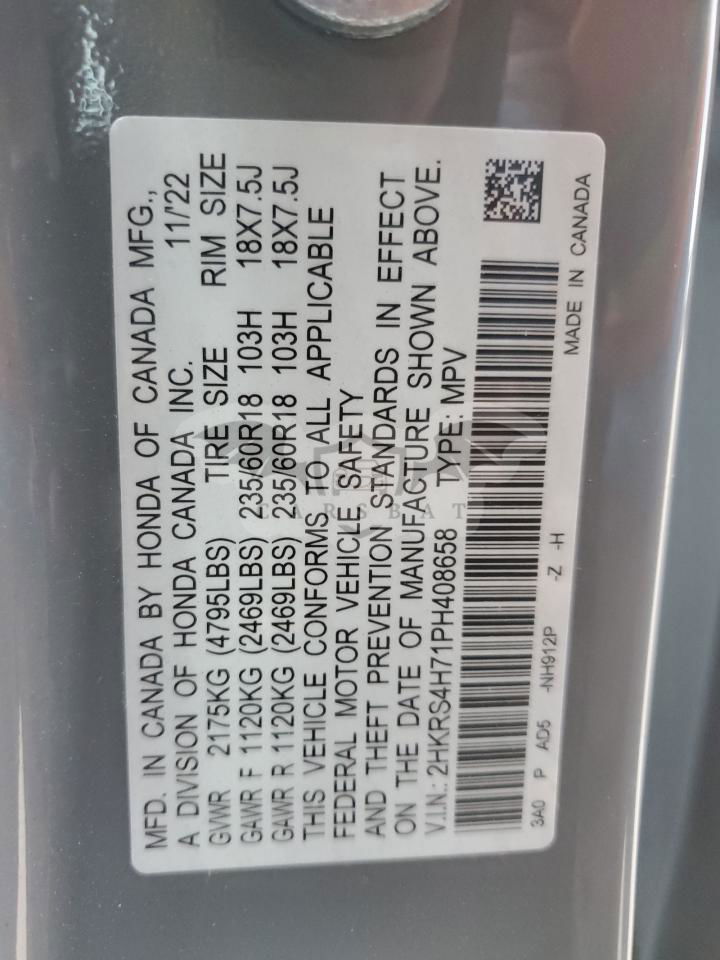 MFD. IN CANADA BY HONDA OF CANADA MFG.,
A DIVISION OF HONDA CANADA INC. 11/'22
GVWR 2175KG (4795LBS) TIRE SIZE RIM SIZE
GAWR F 1120KG (2469LBS) 235/60R18 103H 18X7.5J
GAWR R 1120KG (2469LBS) 235/60R18 103H 18X7.5J
THIS VEHICLE CONFORMS TO ALL APPLICABLE
FEDERAL MOTOR VEHICLE SAFETY
AND THEFT PREVENTION STANDARDS IN EFFECT
ON THE DATE OF MANUFACTURE SHOWN ABOVE.
V.I.N.: 2HKRS4H71PH408658 TYPE: MPV
3A0 P AD5 -NH912P -Z -H
MADE IN CANADA
CARSBAT